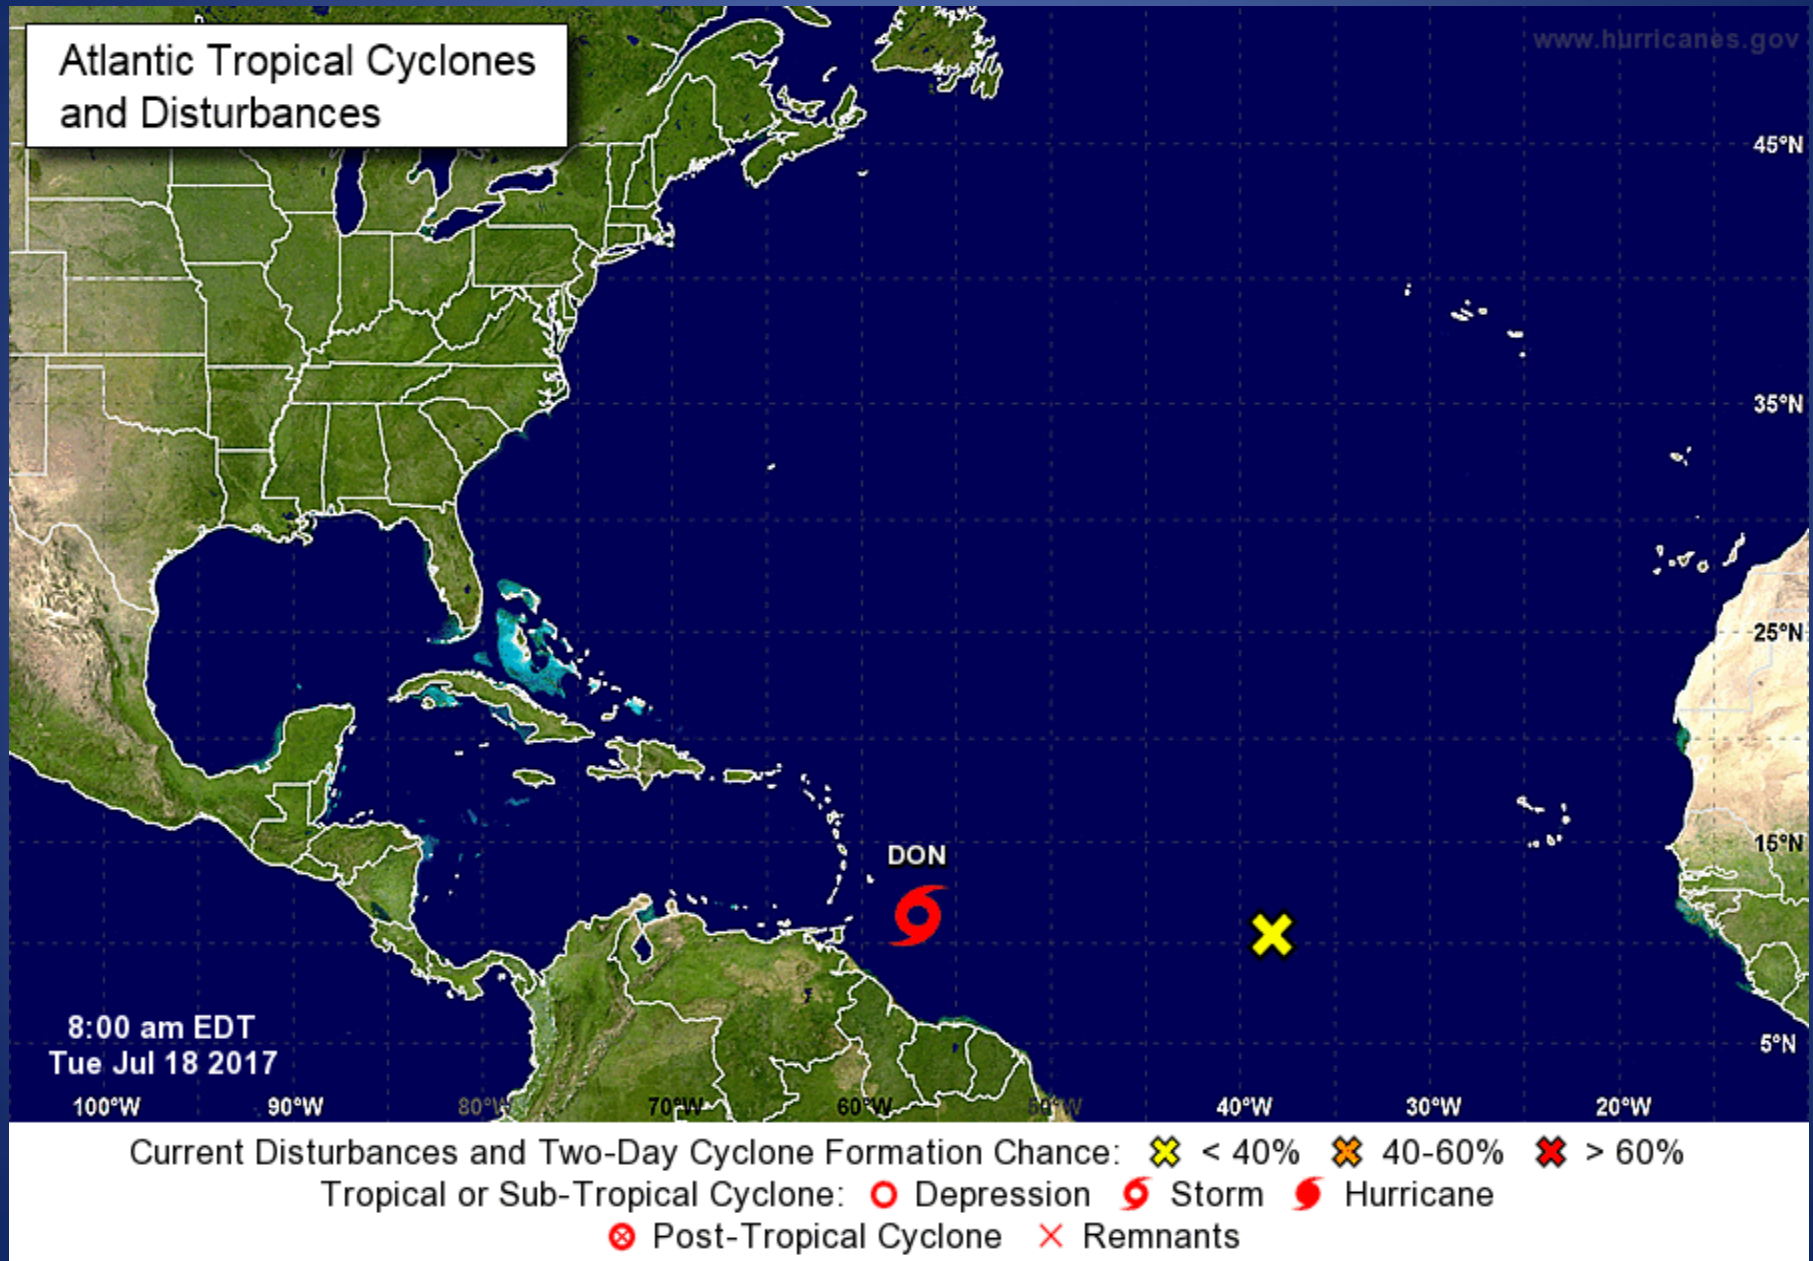 Atlantic Tropical Cyclones
and Disturbances
www.hurricanes.gov
45°N
35°N
25°N
15°N
DON
5°N
8:00 am EDT
Tue Jul 18 2017
100°W 90°W 80°W 70°W 60°W 50°W 40°W 30°W 20°W
Current Disturbances and Two-Day Cyclone Formation Chance: < 40% 40-60% > 60%
Tropical or Sub-Tropical Cyclone: Depression Storm Hurricane
Post-Tropical Cyclone Remnants